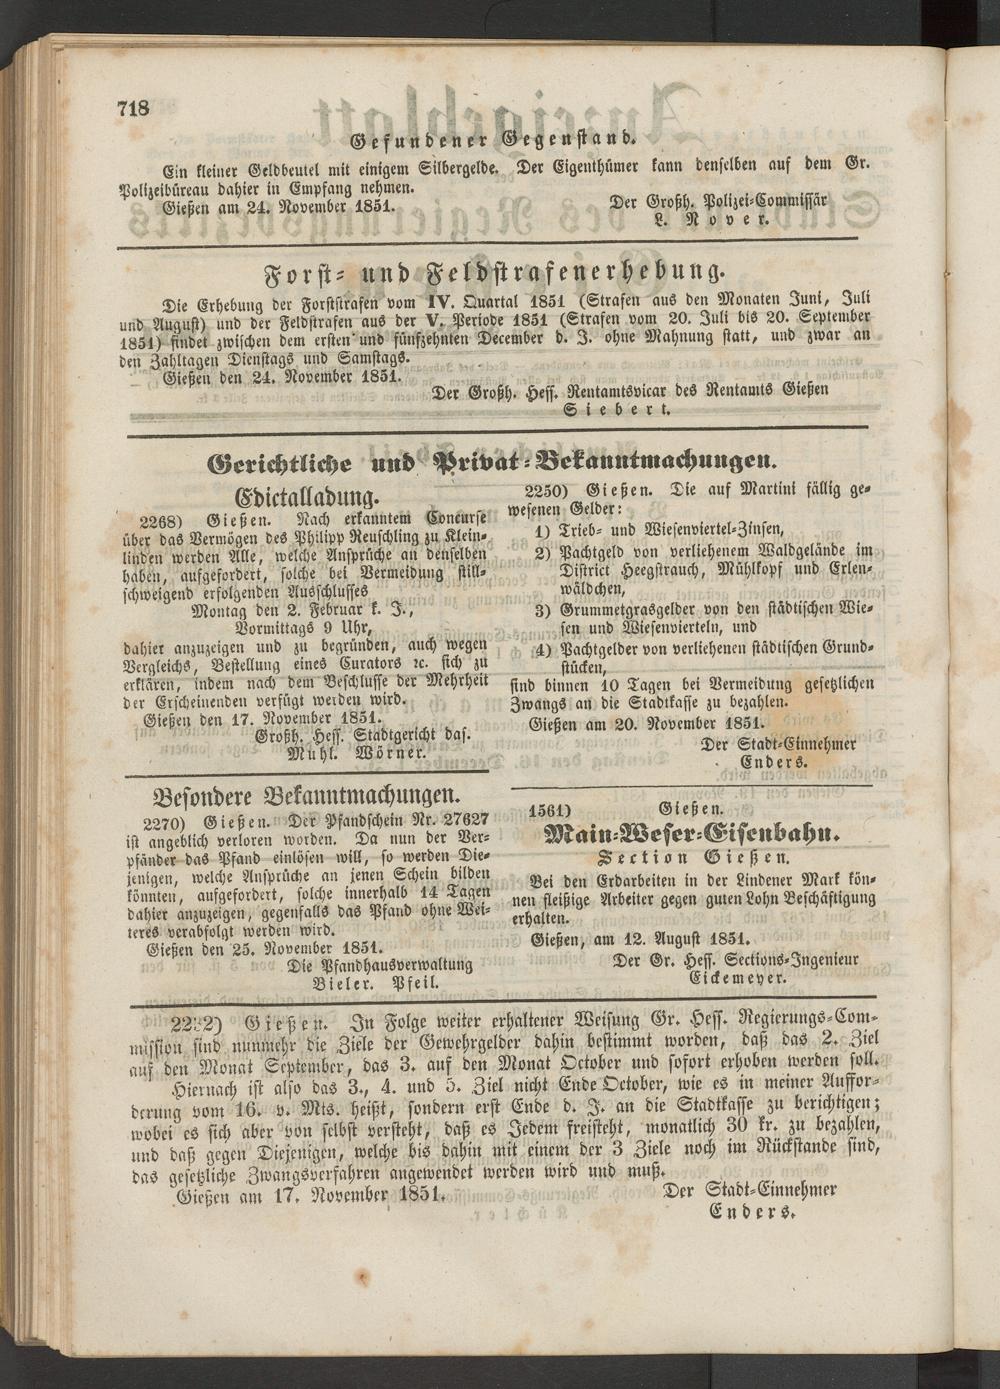 718
Gefundener Gegenstand.
Ein kleiner Geldbeutel mit einigem Silbergelde. Der Eigenthümer kann denselben auf dem Gr.
Polizeibüreau dahier in Empfang nehmen.
Gießen am 24. November 1851.
Der Großh. Polizei-Commissär
L. Nover.
Forst- und Feldstrafenerhebung.
Die Erhebung der Forststrafen vom IV. Quartal 1851 (Strafen aus den Monaten Juni, Juli
und August) und der Feldstrafen aus der V. Periode 1851 (Strafen vom 20. Juli bis 20. September
1851) findet zwischen dem ersten und fünfzehnten December d. J. ohne Mahnung statt, und zwar an
den Zahltagen Dienstags und Samstags.
Gießen den 24. November 1851.
Der Großh. Hess. Rentamtsvicar des Rentamts Gießen
Siebert.
Gerichtliche und Privat-Bekanntmachungen.
Edictalladung.
2268) Gießen. Nach erkanntem Concurse
über das Vermögen des Philipp Reuschling zu Klein-
linden werden Alle, welche Ansprüche an denselben
haben, aufgefordert, solche bei Vermeidung still-
schweigend erfolgenden Ausschlusses
Montag den 2. Februar k. J.,
Vormittags 9 Uhr,
dahier anzuzeigen und zu begründen, auch wegen
Vergleichs, Bestellung eines Curators ꝛc. sich zu
erklären, indem nach dem Beschlusse der Mehrheit
der Erscheinenden verfügt werden wird.
Gießen den 17. November 1851.
Großh. Hess. Stadtgericht das.
Muhl. Wörner.
Besondere Bekanntmachungen.
2270) Gießen. Der Pfandschein Nr. 27627
ist angeblich verloren worden. Da nun der Ver-
pfänder das Pfand einlösen will, so werden Die-
jenigen, welche Ansprüche an jenen Schein bilden
könnten, aufgefordert, solche innerhalb 14 Tagen
dahier anzuzeigen, gegenfalls das Pfand ohne Wei-
teres verabfolgt werden wird.
Gießen den 25. November 1851.
Die Pfandhausverwaltung
Bieler. Pfeil.
2250) Gießen. Die auf Martini fällig ge-
wesenen Gelder:
1) Trieb- und Wiesenviertel-Zinsen,
2) Pachtgeld von verliehenem Waldgelände im
District Heegstrauch, Mühlkopf und Erlen-
wäldchen,
3) Grummetgrasgelder von den städtischen Wie-
sen und Wiesenvierteln, und
4) Pachtgelder von verliehenen städtischen Grund-
stücken,
sind binnen 10 Tagen bei Vermeidung gesetzlichen
Zwangs an die Stadtkasse zu bezahlen.
Gießen am 20. November 1851.
Der Stadt-Einnehmer
Enders.
1561) Gießen.
Main-Weser-Eisenbahn.
Section Gießen.
Bei den Erdarbeiten in der Lindener Mark kön-
nen fleißige Arbeiter gegen guten Lohn Beschäftigung
erhalten.
Gießen, am 12. August 1851.
Der Gr. Hess. Sections-Ingenieur
Eickemeyer.
Gießen. In Folge weiter erhaltener Weisung Gr. Hess. Regierungs-Com-
mission sind nunmehr die Ziele der Gewehrgelder dahin bestimmt worden, daß das 2. Ziel
auf den Monat September, das 3. auf den Monat October und sofort erhoben werden soll.
Hiernach ist also das 3., 4. und 5. Ziel nicht Ende October, wie es in meiner Auffor-
derung vom 16. v. Mts. heißt, sondern erst Ende d. J. an die Stadtkasse zu berichtigen;
wobei es sich aber von selbst versteht, daß es Jedem freisteht, monatlich 30 kr. zu bezahlen,
und daß gegen Diejenigen, welche bis dahin mit einem der 3 Ziele noch im Rückstande sind,
das gesetzliche Zwangsverfahren angewendet werden wird und muß.
Gießen am 17. November 1851.
Der Stadt-Einnehmer
Enders.